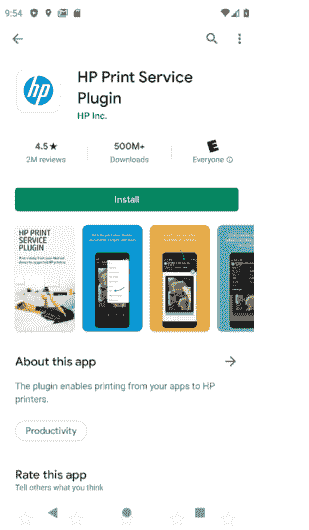 9:54
hp
HP Print Service
Plugin
HP Inc.
4.5★
2M reviews
500M+
Downloads
E
Everyone
Install
HP PRINT
SERVICE
PLUGIN
About this app
The plugin enables printing from your apps to HP
printers.
Productivity
Rate this app
Tell others what you think